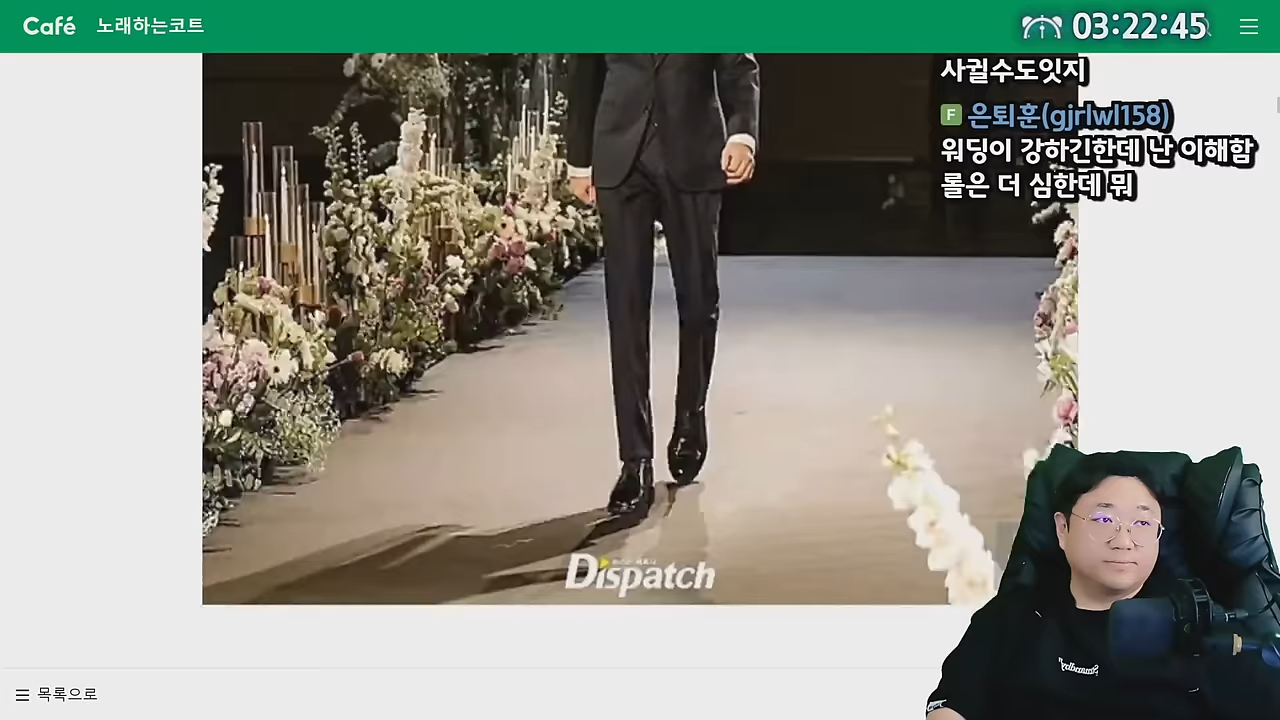 Café 노래하는코트
03:22:45
사궐수도잇지
F 은퇴훈(gjrlwl158)
워딩이 강하긴한데 난 이해함
롤은 더 심한데 뭐
Dispatch
목록으로